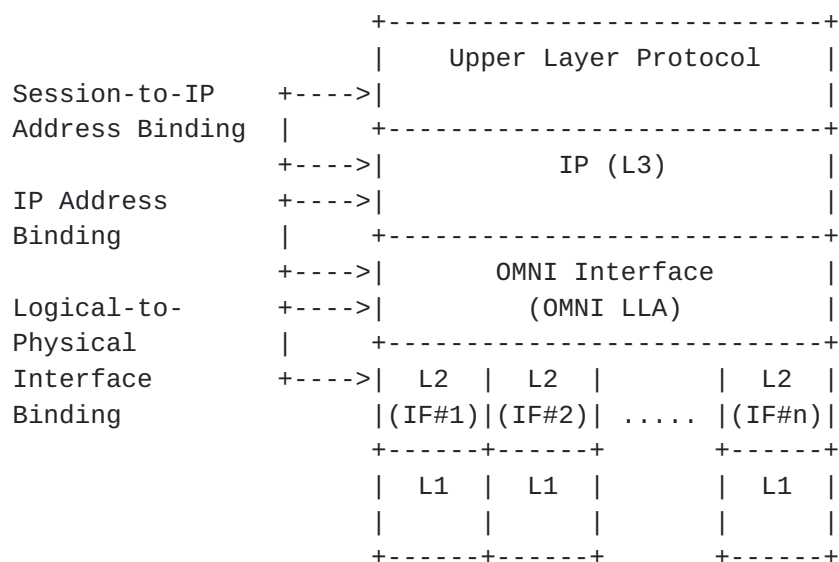 +----------------------------+
                       |    Upper Layer Protocol    |
Session-to-IP    +---->|                            |
Address Binding  |     +----------------------------+
                 +---->|           IP (L3)          |
IP Address       +---->|                            |
Binding          |     +----------------------------+
                 +---->|       OMNI Interface       |
Logical-to-      +---->|         (OMNI LLA)         |
Physical         |     +----------------------------+
Interface        +---->|  L2  |  L2  |       |  L2  |
Binding                |(IF#1)|(IF#2)| ..... |(IF#n)|
                       +------+------+       +------+
                       |  L1  |  L1  |       |  L1  |
                       |      |      |       |      |
                       +------+------+       +------+